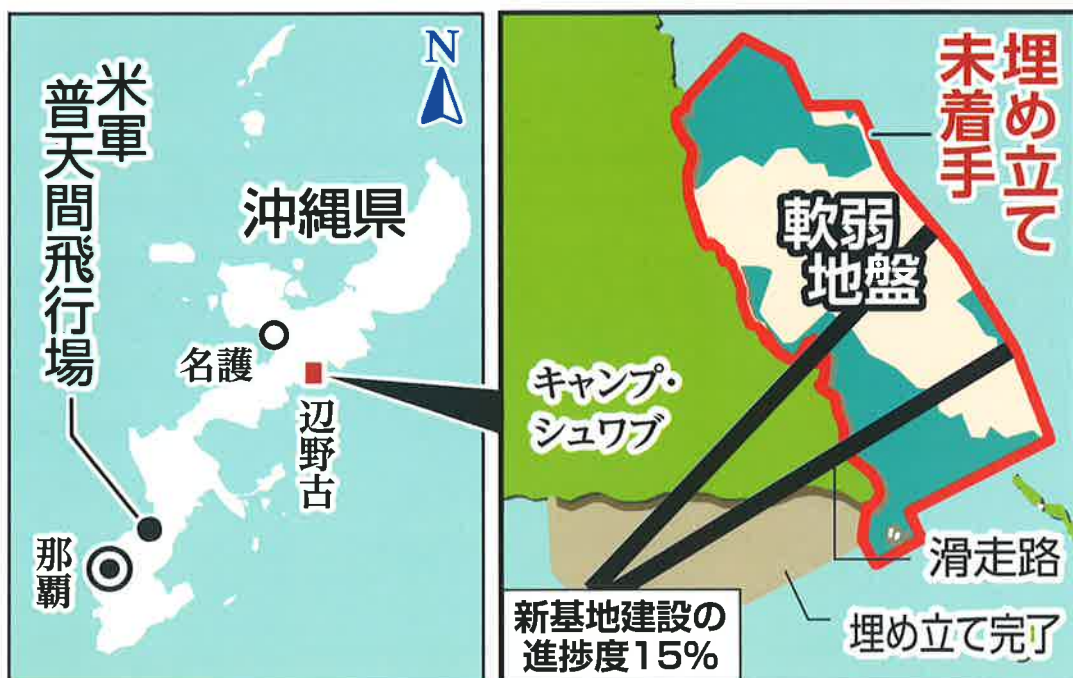 米軍
普天間飛行場
N
沖縄県
名護
辺野古
那覇
埋め立て
未着手
軟弱
地盤
キャンプ・
シュワブ
滑走路
埋め立て完了
新基地建設の
進捗度15%